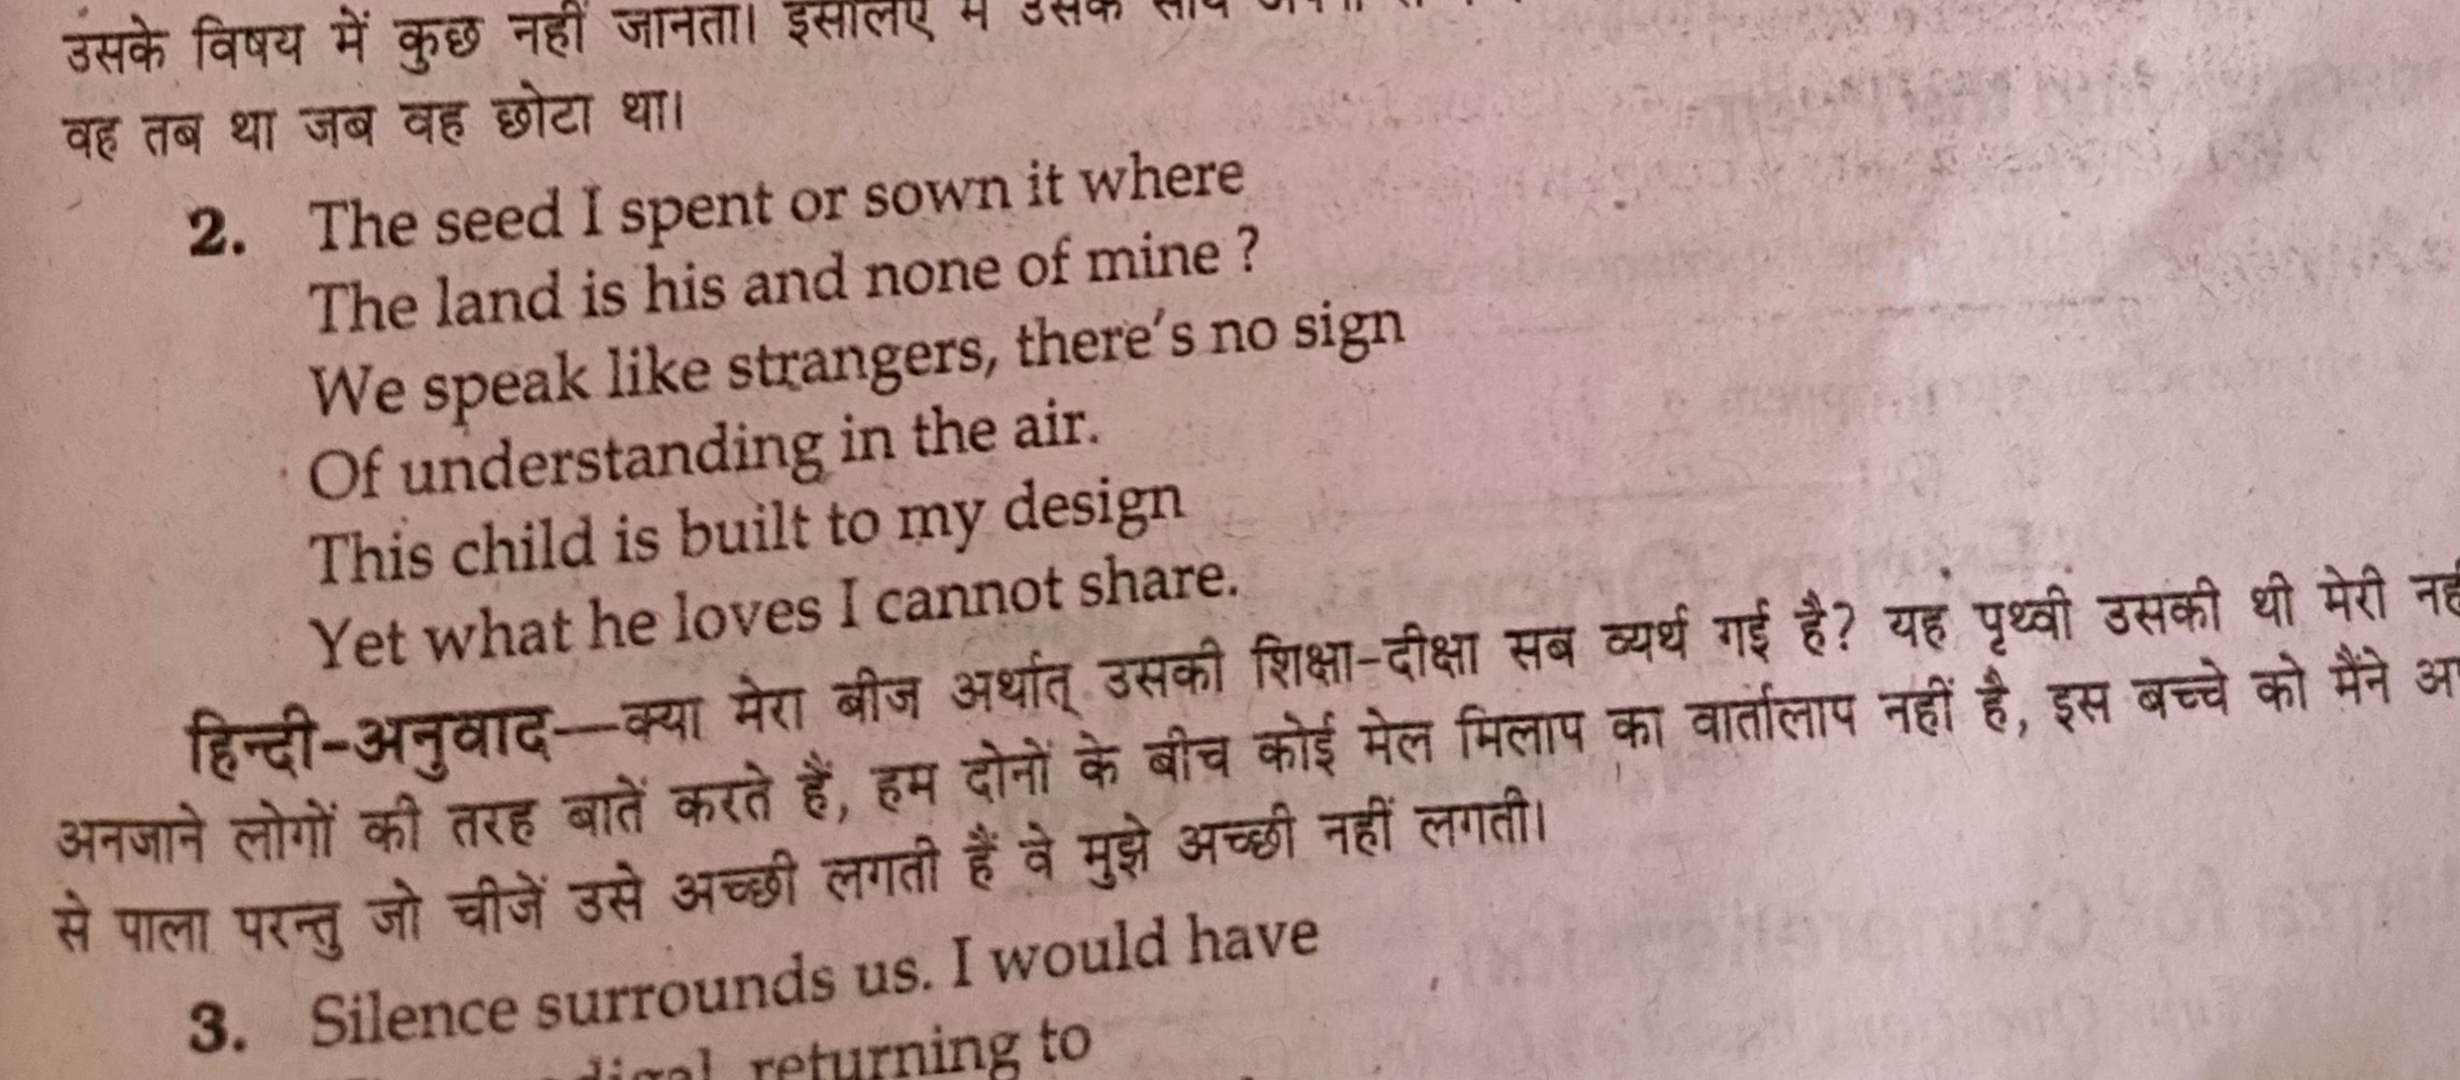 उसके विषय में कुछ नहीं जानता। इसलिए मैं उसके साथ
वह तब था जब वह छोटा था।
2. The seed I spent or sown it where
The land is his and none of mine ?
We speak like strangers, there's no sign
Of understanding in the air.
This child is built to my design
Yet what he loves I cannot share.
हिन्दी-अनुवाद—क्या मेरा बीज अर्थात् उसकी शिक्षा-दीक्षा सब व्यर्थ गई है? यह पृथ्वी उसकी थी मेरी
अनजाने लोगों की तरह बातें करते हैं, हम दोनों के बीच कोई मेल मिलाप का वार्तालाप नहीं है, इस बच्चे को मैंने
से पाला परन्तु जो चीजें उसे अच्छी लगती हैं वे मुझे अच्छी नहीं लगती।
3. Silence surrounds us. I would have
returning to